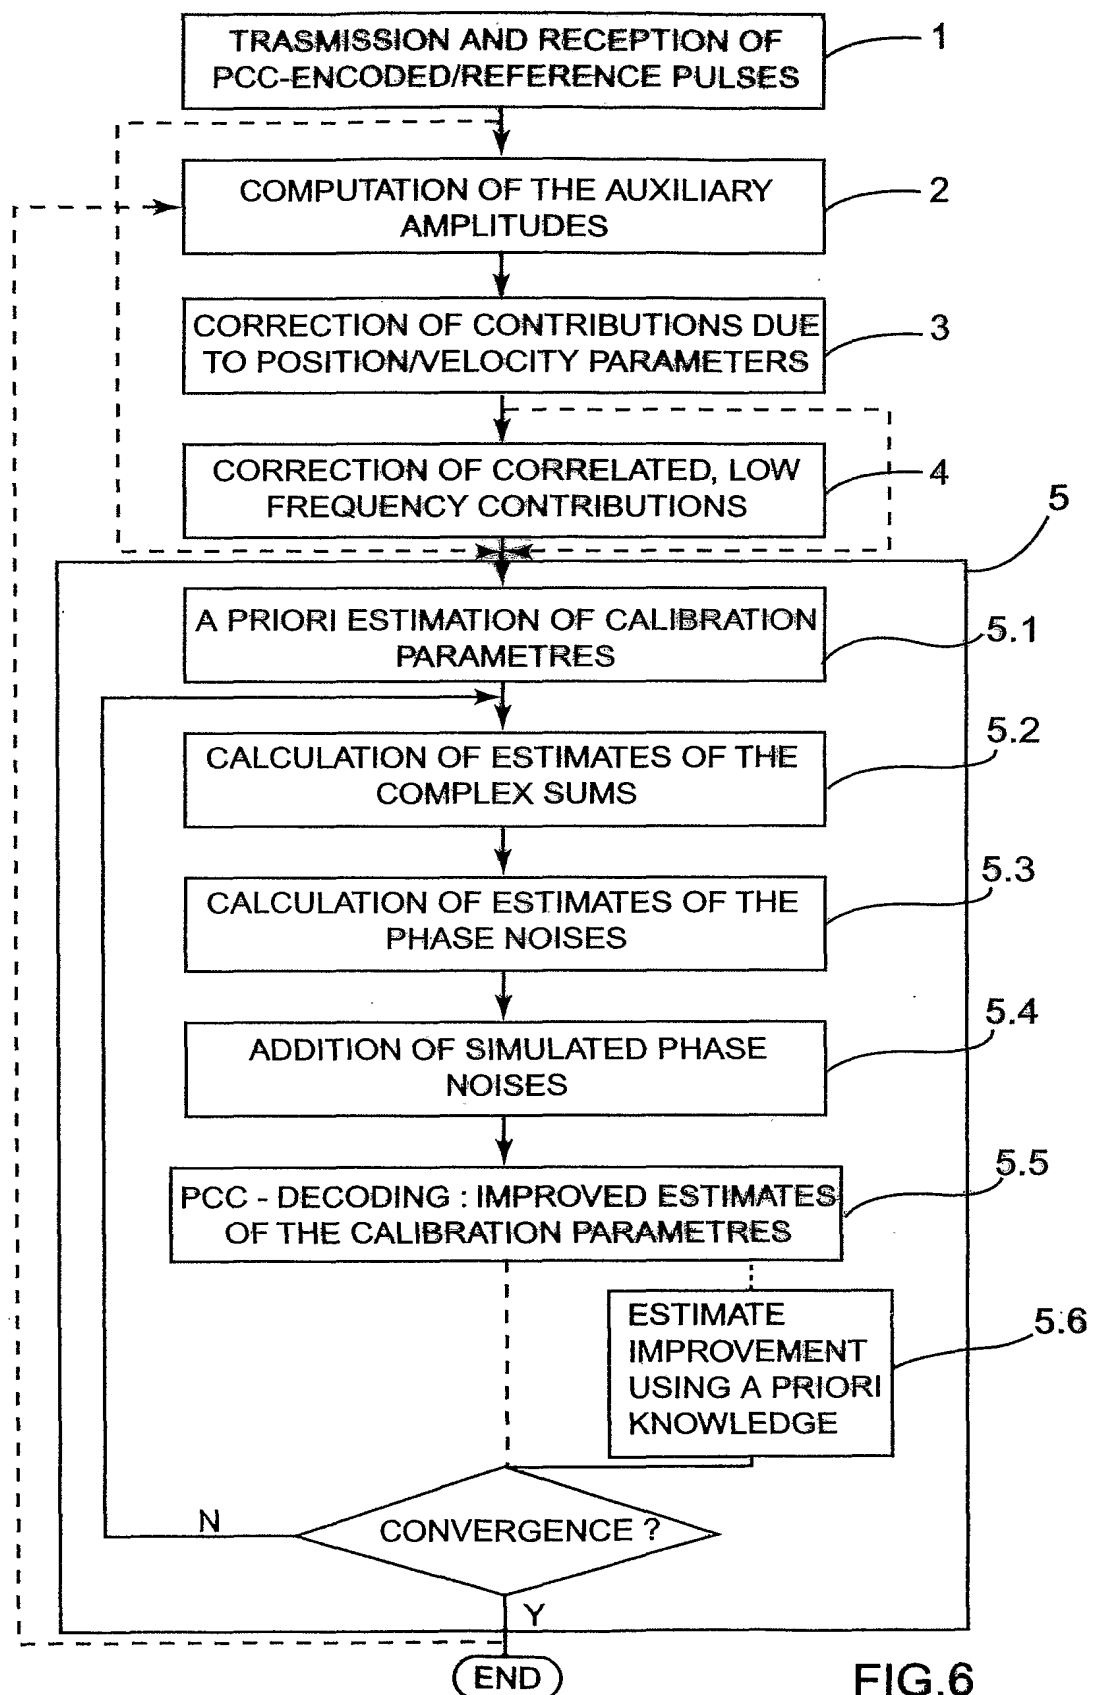 TRASMISSION AND RECEPTION OF
PCC-ENCODED/REFERENCE PULSES
1
COMPUTATION OF THE AUXILIARY
AMPLITUDES
2
CORRECTION OF CONTRIBUTIONS DUE
TO POSITION/VELOCITY PARAMETERS
3
CORRECTION OF CORRELATED, LOW
FREQUENCY CONTRIBUTIONS
4
5
A PRIORI ESTIMATION OF CALIBRATION
PARAMETRES
5.1
CALCULATION OF ESTIMATES OF THE
COMPLEX SUMS
5.2
CALCULATION OF ESTIMATES OF THE
PHASE NOISES
5.3
ADDITION OF SIMULATED PHASE
NOISES
5.4
PCC - DECODING : IMPROVED ESTIMATES
OF THE CALIBRATION PARAMETRES
5.5
ESTIMATE
IMPROVEMENT
USING A PRIORI
KNOWLEDGE
5.6
N
CONVERGENCE ?
Y
END
FIG.6